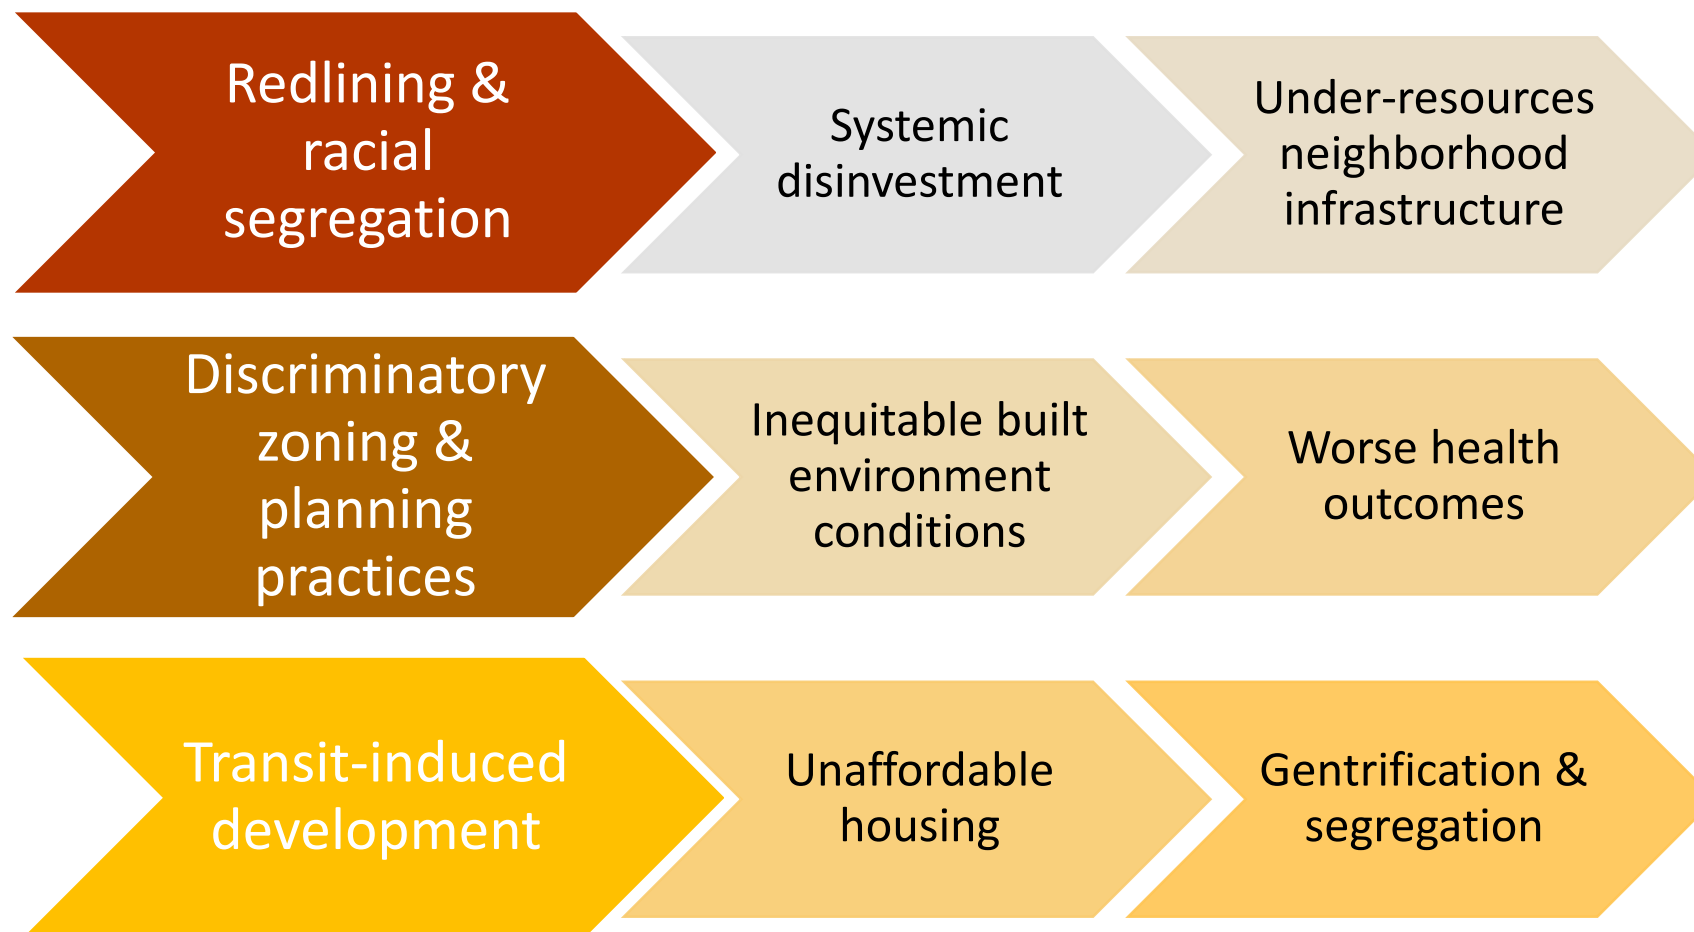 Redlining &
racial
segregation
Systemic
disinvestment
Under-resources
neighborhood
infrastructure
Discriminatory
zoning &
planning
practices
Inequitable built
environment
conditions
Worse health
outcomes
Transit-induced
development
Unaffordable
housing
Gentrification &
segregation